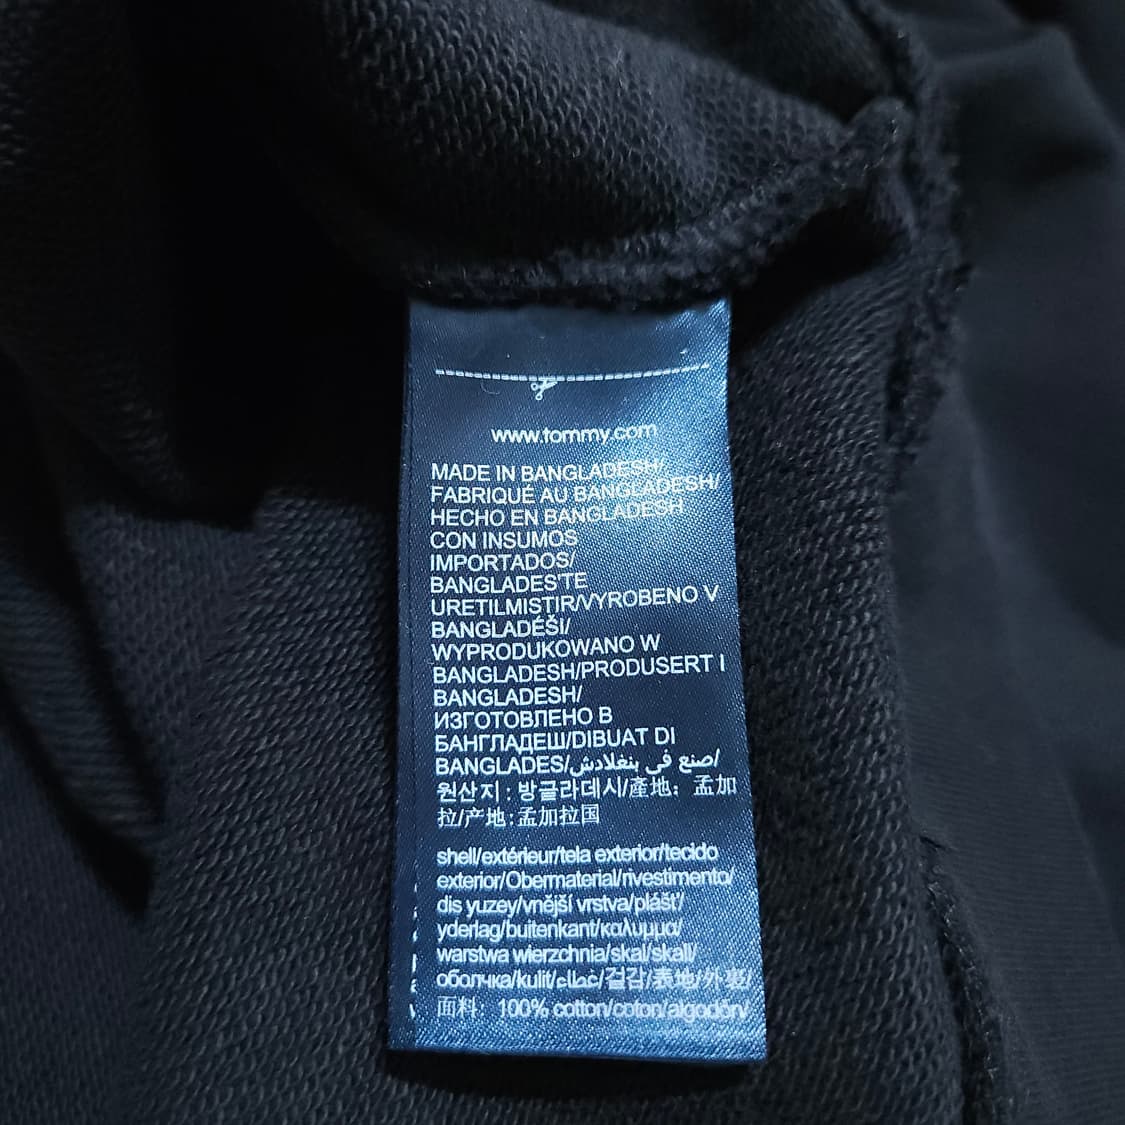 www.tommy.com
MADE IN BANGLADESH/
FABRIQUÉ AU BANGLADESH/
HECHO EN BANGLADESH
CON INSUMOS
IMPORTADOS/
BANGLADES'TE
URETILMISTIR/VYROBENO V
BANGLADÉŠI/
WYPRODUKOWANO W
BANGLADESH/PRODUSERT I
BANGLADESH/
ИЗГОТОВЛЕНО В
БАНГЛАДЕШ/DIBUAT DI
BANGLADES/صنع في بنغلادش/
원산지 : 방글라데시/產地：孟加
拉/产地:孟加拉国
shell/extérieur/tela exterior/tecido
exterior/Obermaterial/rivestimento/
dis yuzey/vnější vrstva/plášť/
yderlag/buitenkant/καλυμμα/
warstwa wierzchnia/skal/skall/
оболчка/kulit/غطاء/겉감/表地/外裏/
面料：100% cotton/coton/algodón/